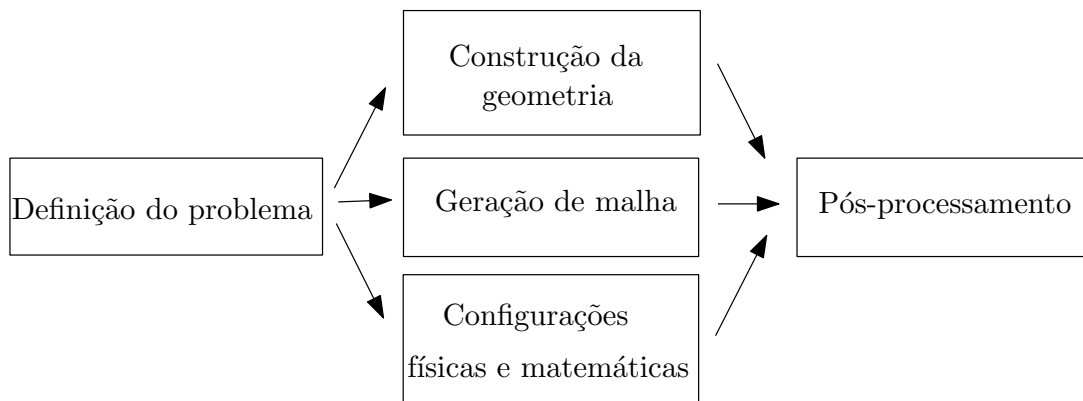 Definição do problema
Construção da
geometria
Geração de malha
Configurações
físicas e matemáticas
Pós-processamento